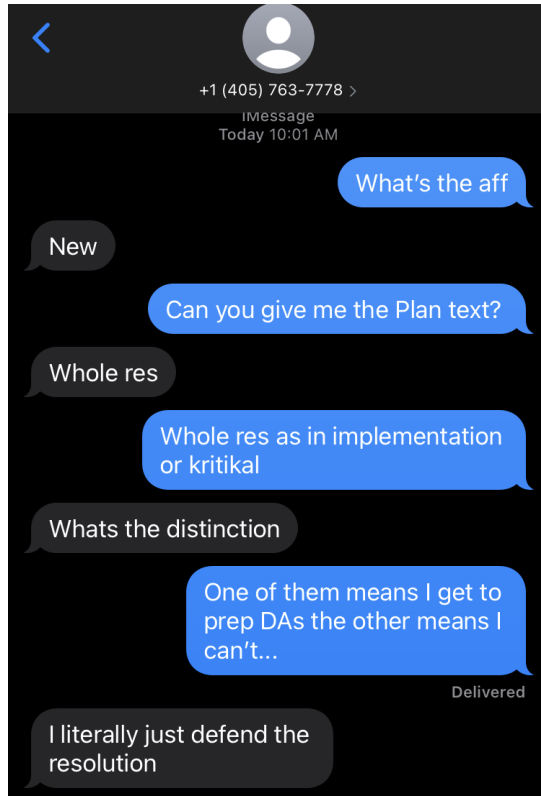 +1 (405) 763-7778 >
iMessage
Today 10:01 AM
What's the aff
New
Can you give me the Plan text?
Whole res
Whole res as in implementation
or kritikal
Whats the distinction
One of them means I get to
prep DAs the other means I
can't...
Delivered
I literally just defend the
resolution